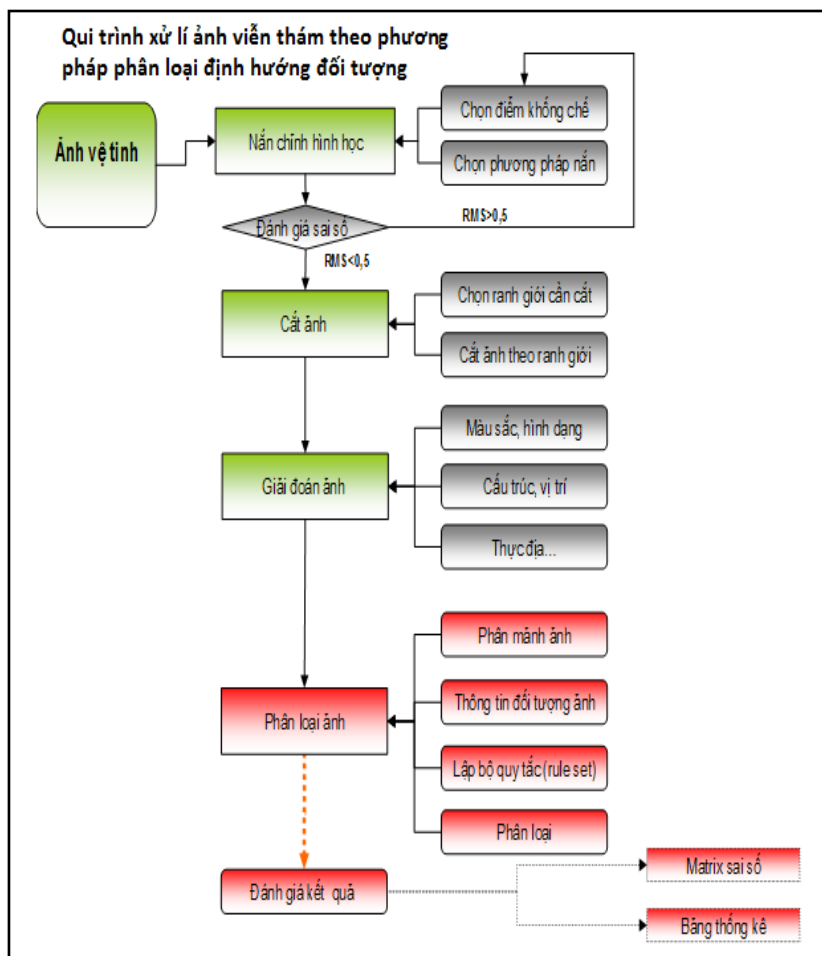 Qui trình xử lí ảnh viễn thám theo phương
pháp phân loại định hướng đối tượng
Ảnh vệ tinh
Nắn chỉnh hình học
Chọn điểm khống chế
Chọn phương pháp nắn
Đánh giá sai số
RMS>0,5
RMS<0,5
Cắt ảnh
Chọn ranh giới cần cắt
Cắt ảnh theo ranh giới
Giải đoán ảnh
Màu sắc, hình dạng
Cấu trúc, vị trí
Thực địa...
Phân loại ảnh
Phân mảnh ảnh
Thông tin đối tượng ảnh
Lập bộ quy tắc (rule set)
Phân loại
Đánh giá kết quả
Matrix sai số
Bảng thống kê